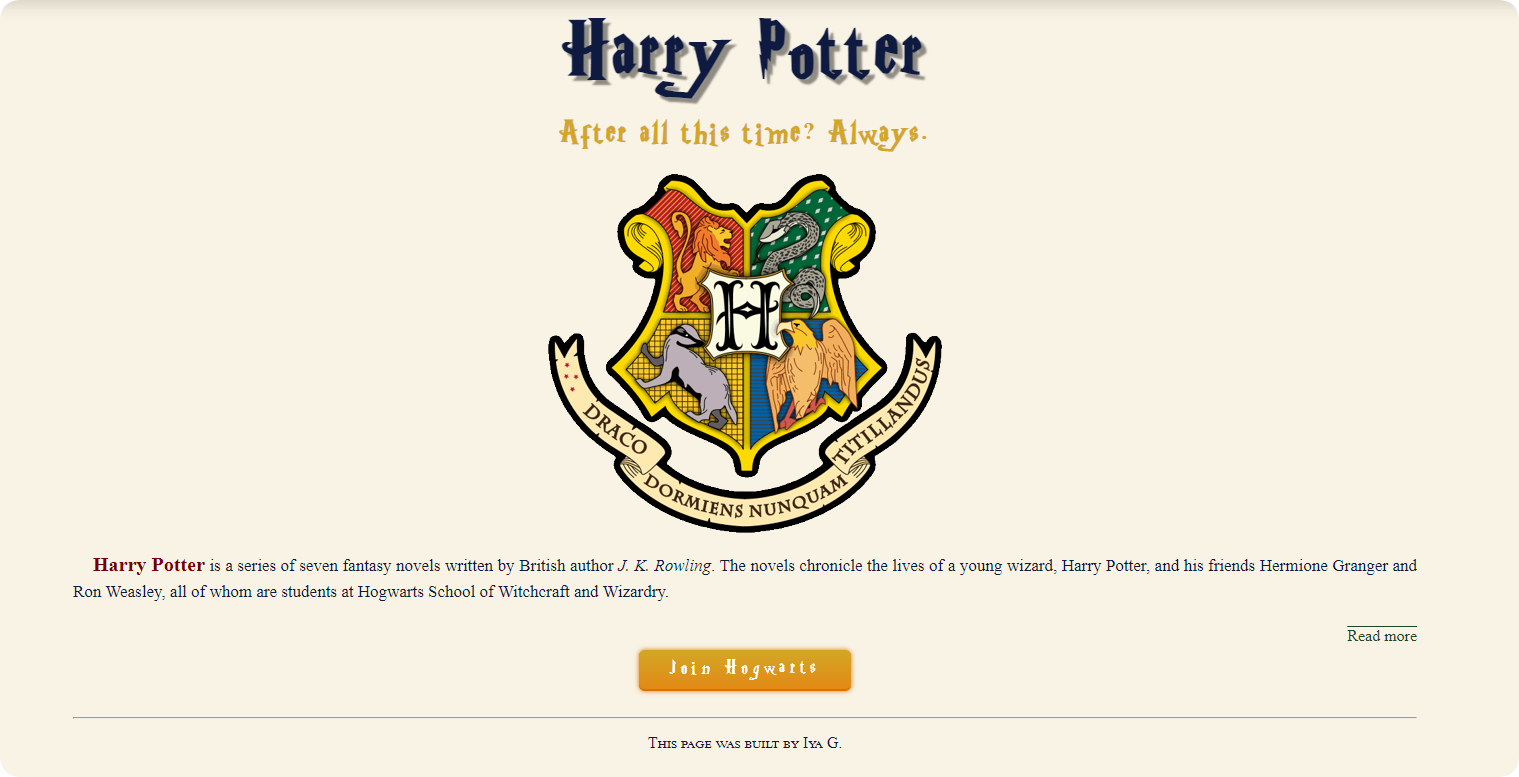 Harry Potter
After all this time? Always.
H
DRACO
DORMIENS NUNQUAM
TITILLANDUS
Harry Potter is a series of seven fantasy novels written by British author J. K. Rowling. The novels chronicle the lives of a young wizard, Harry Potter, and his friends Hermione Granger and
Ron Weasley, all of whom are students at Hogwarts School of Witchcraft and Wizardry.
Read more
Join Hogwarts
This page was built by Iya G.